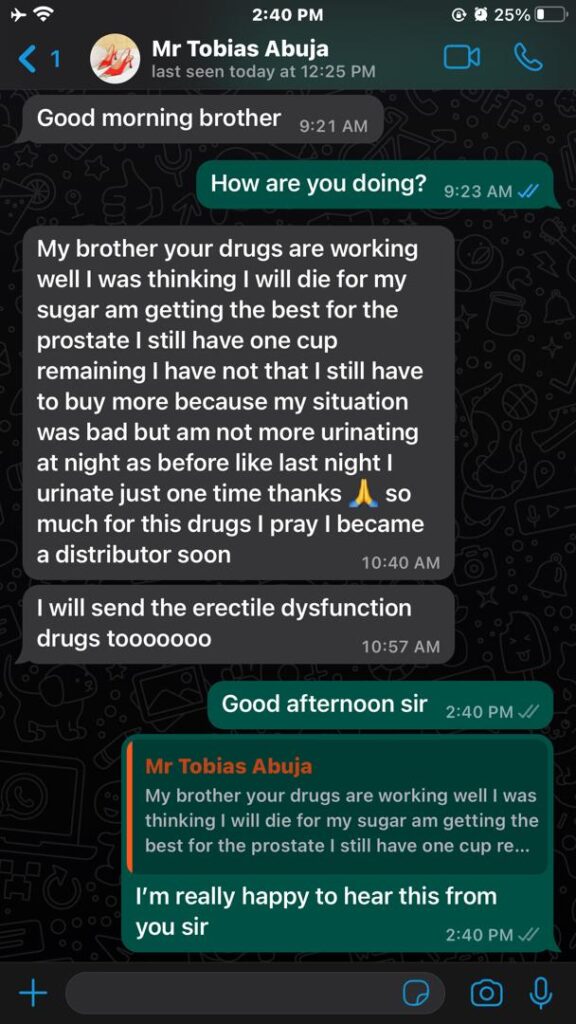 2:40 PM
25%
1
Mr Tobias Abuja
last seen today at 12:25 PM
Good morning brother
9:21 AM
How are you doing?
9:23 AM
My brother your drugs are working
well I was thinking I will die for my
sugar am getting the best for the
prostate I still have one cup
remaining I have not that I still have
to buy more because my situation
was bad but am not more urinating
at night as before like last night I
urinate just one time thanks 🙏 so
much for this drugs I pray I became
a distributor soon
10:40 AM
I will send the erectile dysfunction
drugs tooooooo
10:57 AM
Good afternoon sir
2:40 PM
Mr Tobias Abuja
My brother your drugs are working well I was
thinking I will die for my sugar am getting the
best for the prostate I still have one cup re...
I’m really happy to hear this from
you sir
2:40 PM